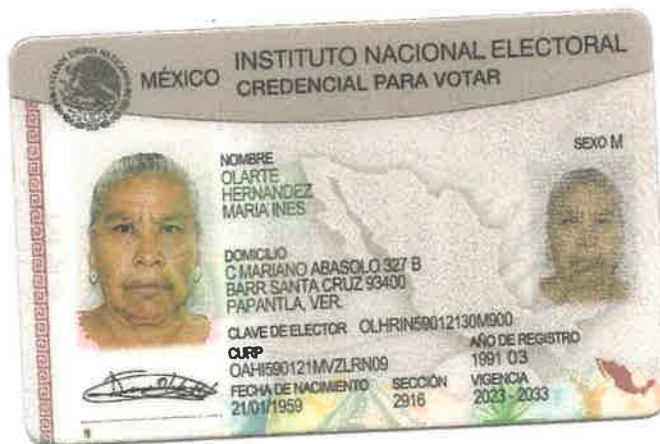 MÉXICO INSTITUTO NACIONAL ELECTORAL
CREDENCIAL PARA VOTAR
SEXO M
NOMBRE
OLARTE
HERNANDEZ
MARIA INES
DOMICILIO
C MARIANO ABASOLO 327 B
BARR SANTA CRUZ 93400
PAPANTLA, VER.
CLAVE DE ELECTOR OLHRIN59012130M900
CURP
OAHI590121MVZLRN09
AÑO DE REGISTRO
1991 03
FECHA DE NACIMIENTO
21/01/1959
SECCIÓN
2916
VIGENCIA
2023 - 2033